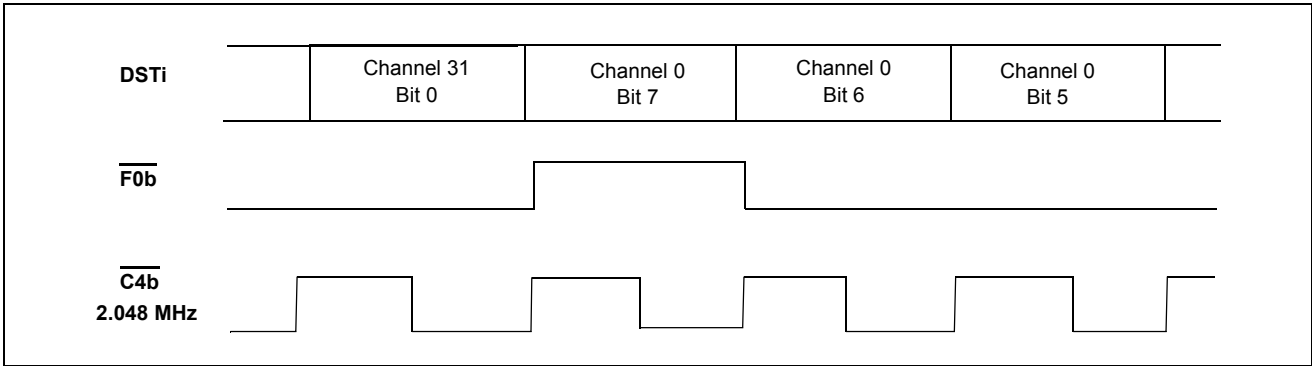 DSTi
Channel 31
Bit 0
Channel 0
Bit 7
Channel 0
Bit 6
Channel 0
Bit 5
F0b
C4b
2.048 MHz